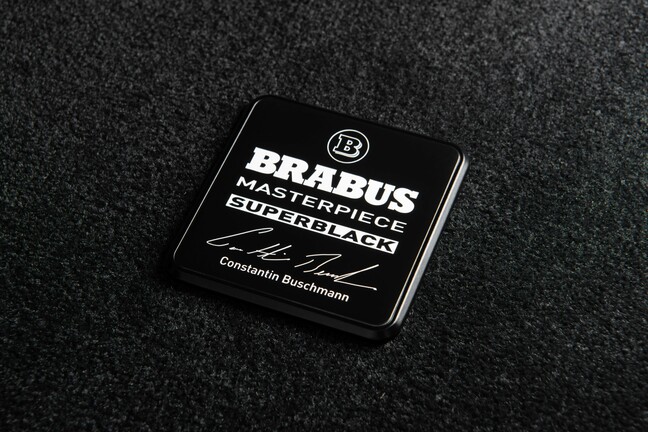 B
BRABUS
MASTERPIECE
SUPERBLACK
Constantin Buschmann